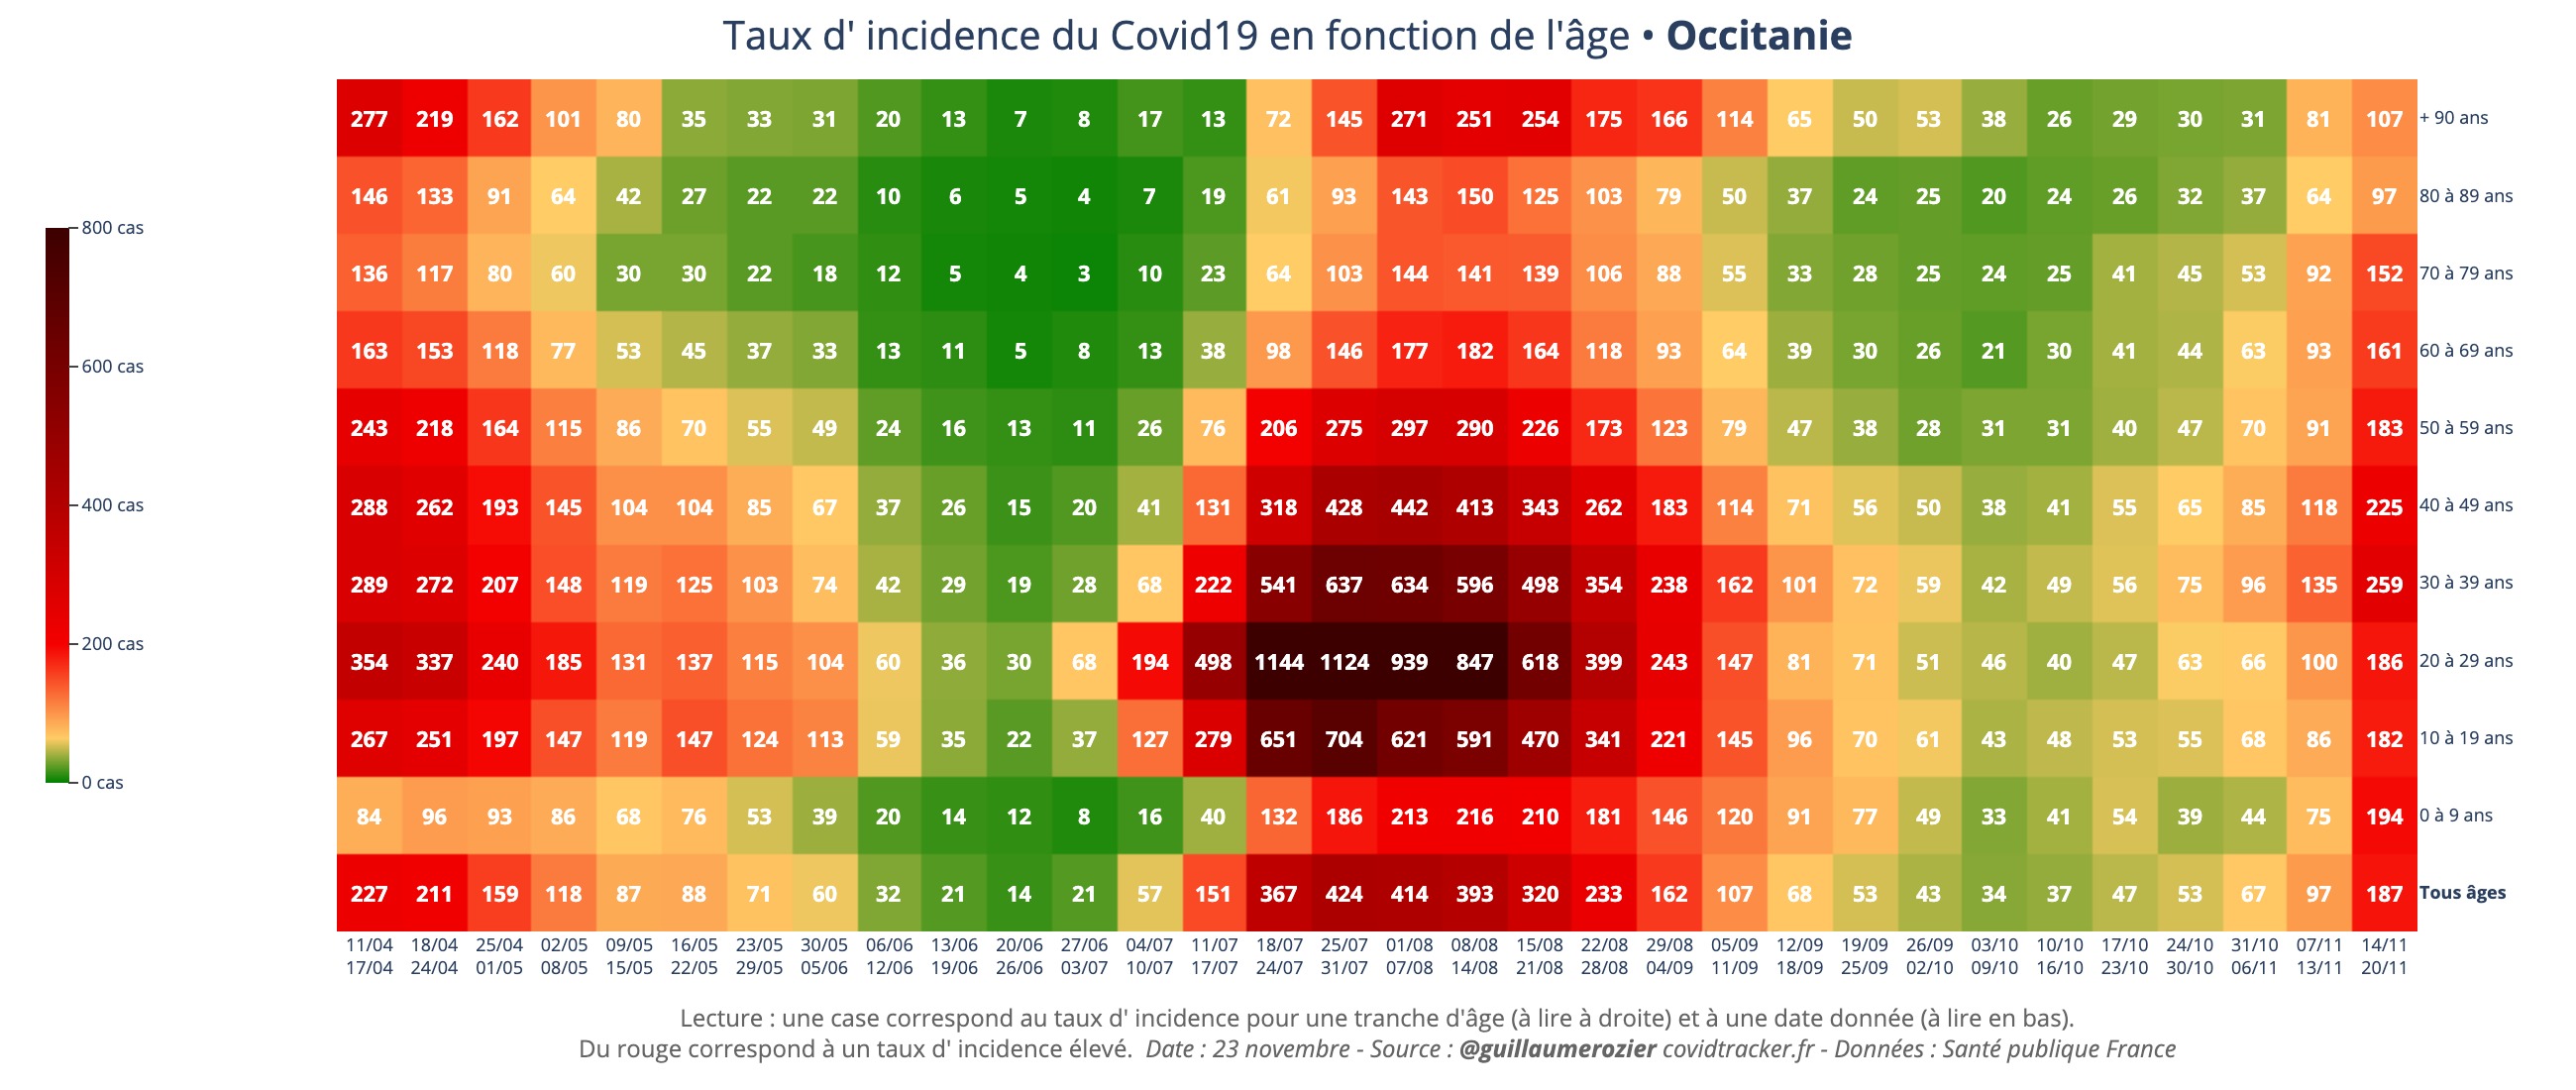 Taux d' incidence du Covid19 en fonction de l'âge • Occitanie
800 cas
600 cas
400 cas
200 cas
0 cas
277 219 162 101 80 35 33 31 20 13 7 8 17 13 72 145 271 251 254 175 166 114 65 50 53 38 26 29 30 31 81 107 + 90 ans
146 133 91 64 42 27 22 22 10 6 5 4 7 19 61 93 143 150 125 103 79 50 37 24 25 20 24 26 32 37 64 97 80 à 89 ans
136 117 80 60 30 30 22 18 12 5 4 3 10 23 64 103 144 141 139 106 88 55 33 28 25 24 25 41 45 53 92 152 70 à 79 ans
163 153 118 77 53 45 37 33 13 11 5 8 13 38 98 146 177 182 164 118 93 64 39 30 26 21 30 41 44 63 93 161 60 à 69 ans
243 218 164 115 86 70 55 49 24 16 13 11 26 76 206 275 297 290 226 173 123 79 47 38 28 31 31 40 47 70 91 183 50 à 59 ans
288 262 193 145 104 104 85 67 37 26 15 20 41 131 318 428 442 413 343 262 183 114 71 56 50 38 41 55 65 85 118 225 40 à 49 ans
289 272 207 148 119 125 103 74 42 29 19 28 68 222 541 637 634 596 498 354 238 162 101 72 59 42 49 56 75 96 135 259 30 à 39 ans
354 337 240 185 131 137 115 104 60 36 30 68 194 498 1144 1124 939 847 618 399 243 147 81 71 51 46 40 47 63 66 100 186 20 à 29 ans
267 251 197 147 119 147 124 113 59 35 22 37 127 279 651 704 621 591 470 341 221 145 96 70 61 43 48 53 55 68 86 182 10 à 19 ans
84 96 93 86 68 76 53 39 20 14 12 8 16 40 132 186 213 216 210 181 146 120 91 77 49 33 41 54 39 44 75 194 0 à 9 ans
227 211 159 118 87 88 71 60 32 21 14 21 57 151 367 424 414 393 320 233 162 107 68 53 43 34 37 47 53 67 97 187 Tous âges
11/04 18/04 25/04 02/05 09/05 16/05 23/05 30/05 06/06 13/06 20/06 27/06 04/07 11/07 18/07 25/07 01/08 08/08 15/08 22/08 29/08 05/09 12/09 19/09 26/09 03/10 10/10 17/10 24/10 31/10 07/11 14/11
17/04 24/04 01/05 08/05 15/05 22/05 29/05 05/06 12/06 19/06 26/06 03/07 10/07 17/07 24/07 31/07 07/08 14/08 21/08 28/08 04/09 11/09 18/09 25/09 02/10 09/10 16/10 23/10 30/10 06/11 13/11 20/11
Lecture : une case correspond au taux d' incidence pour une tranche d'âge (à lire à droite) et à une date donnée (à lire en bas).
Du rouge correspond à un taux d' incidence élevé. Date : 23 novembre - Source : @guillaumerozier covidtracker.fr - Données : Santé publique France